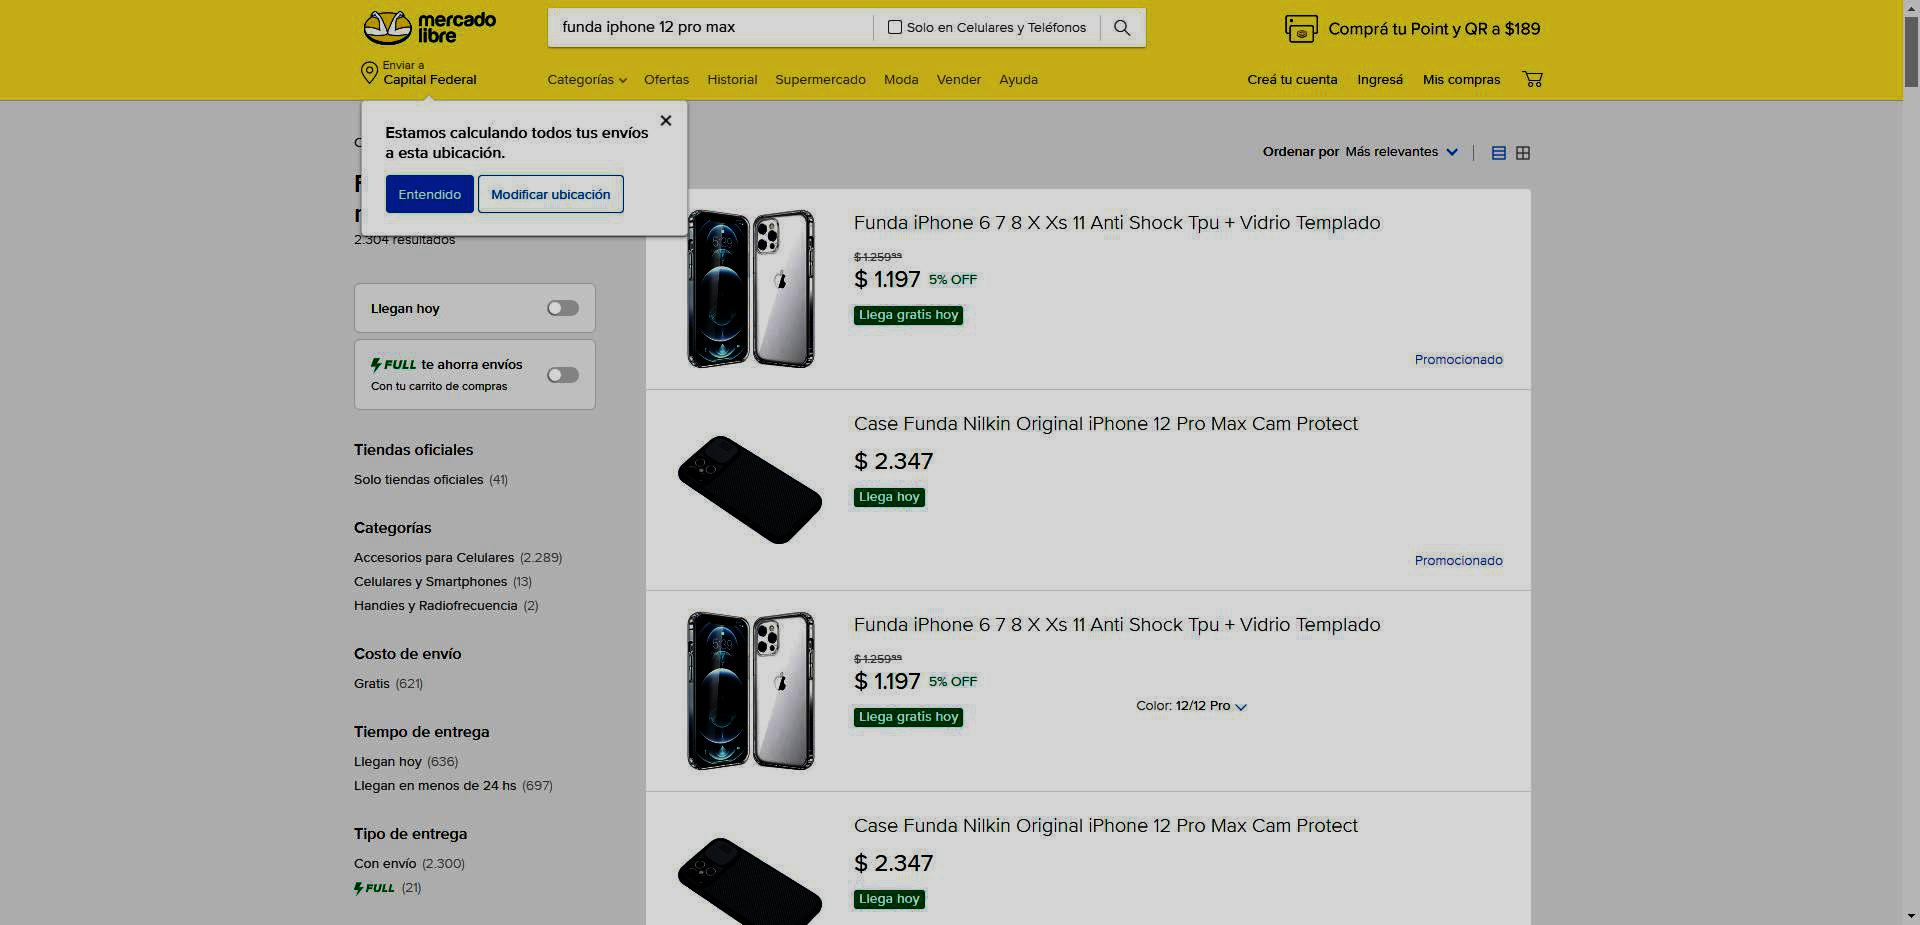 mercado
libre
funda iphone 12 pro max
Solo en Celulares y Teléfonos
Comprá tu Point y QR a $189
Enviar a
Capital Federal
Categorías Ofertas Historial Supermercado Moda Vender Ayuda
Creá tu cuenta Ingresá Mis compras
Estamos calculando todos tus envíos
a esta ubicación.
Entendido Modificar ubicación
2.304 resultados
Ordenar por Más relevantes
Llegan hoy
FULL te ahorra envíos
Con tu carrito de compras
Tiendas oficiales
Solo tiendas oficiales (41)
Categorías
Accesorios para Celulares (2.289)
Celulares y Smartphones (13)
Handies y Radiofrecuencia (2)
Costo de envío
Gratis (621)
Tiempo de entrega
Llegan hoy (636)
Llegan en menos de 24 hs (697)
Tipo de entrega
Con envío (2.300)
FULL (21)
Funda iPhone 6 7 8 X Xs 11 Anti Shock Tpu + Vidrio Templado
$ 1.259⁹⁹
$ 1.197 5% OFF
Llega gratis hoy
Promocionado
Case Funda Nilkin Original iPhone 12 Pro Max Cam Protect
$ 2.347
Llega hoy
Promocionado
Funda iPhone 6 7 8 X Xs 11 Anti Shock Tpu + Vidrio Templado
$ 1.259⁹⁹
$ 1.197 5% OFF
Color: 12/12 Pro
Llega gratis hoy
Case Funda Nilkin Original iPhone 12 Pro Max Cam Protect
$ 2.347
Llega hoy